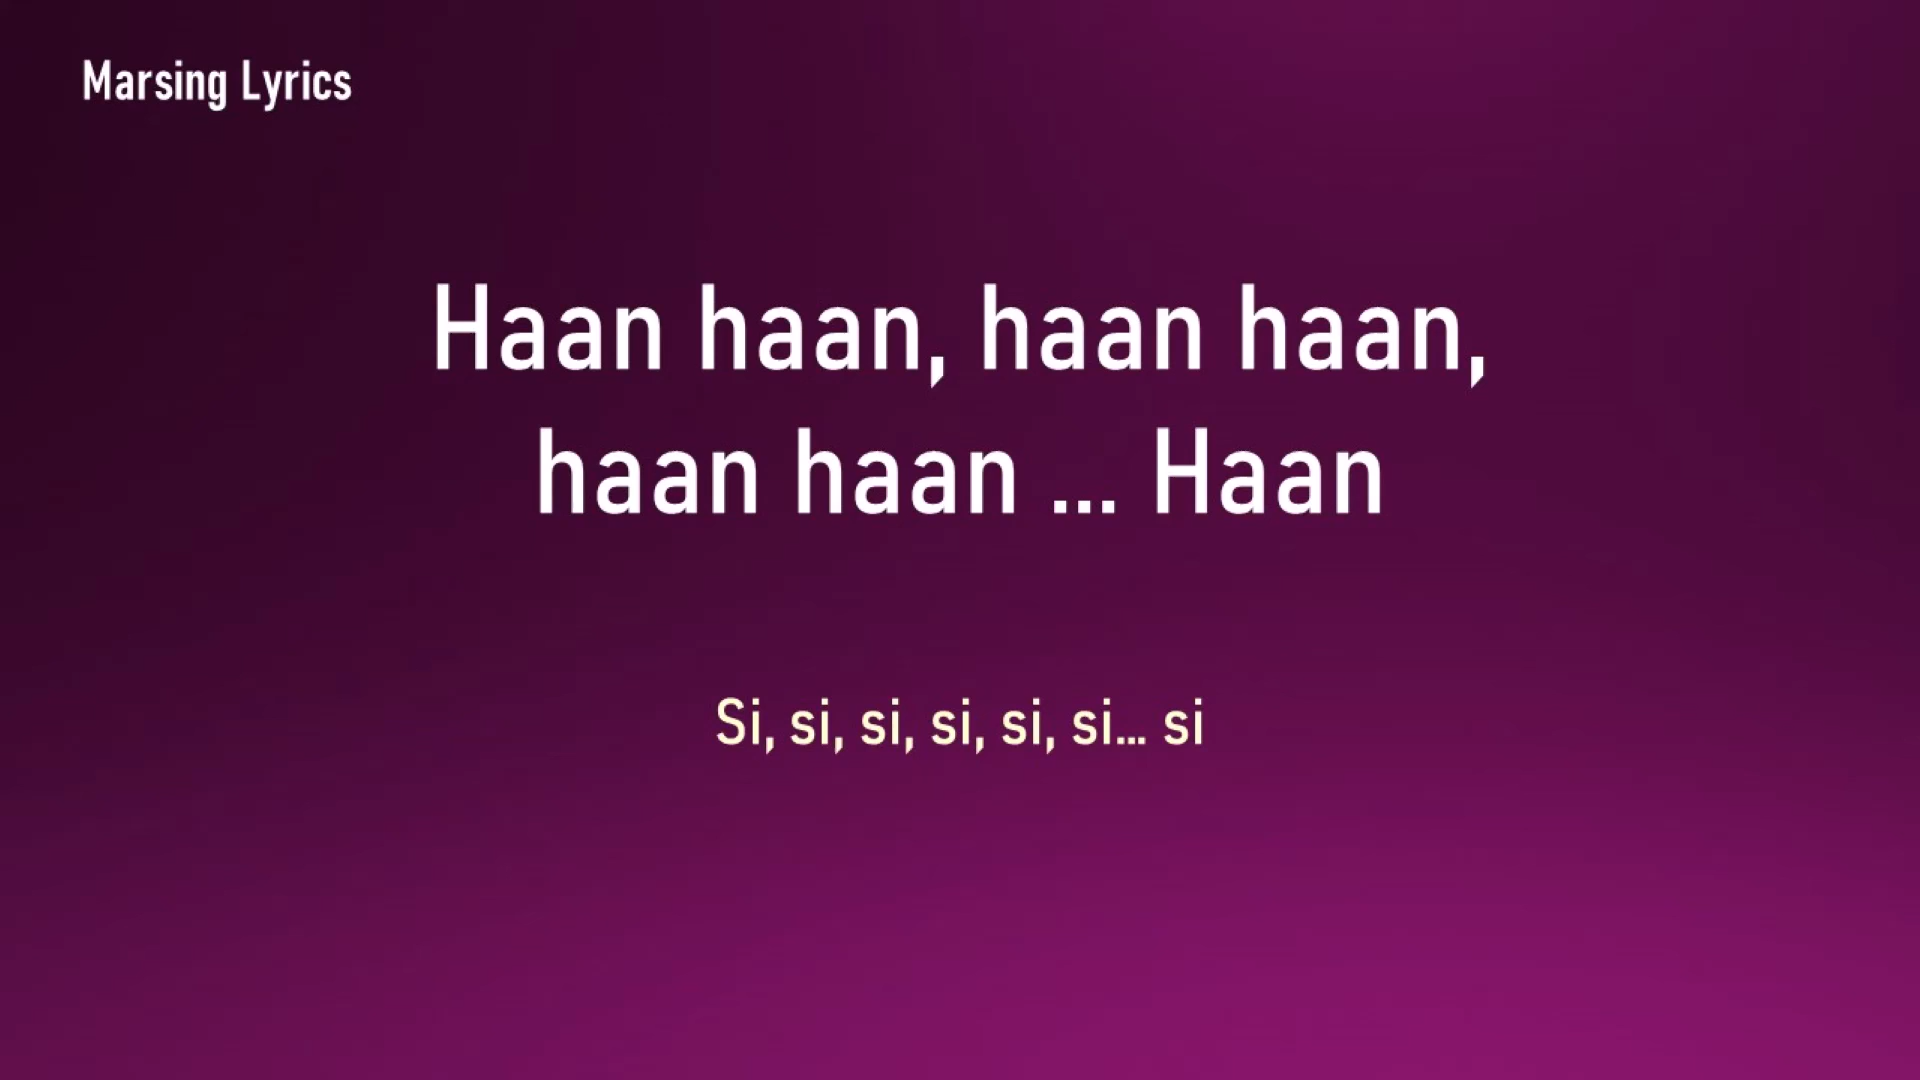 Marsing Lyrics
Haan haan, haan haan,
haan haan ... Haan
Si, si, si, si, si, si... si